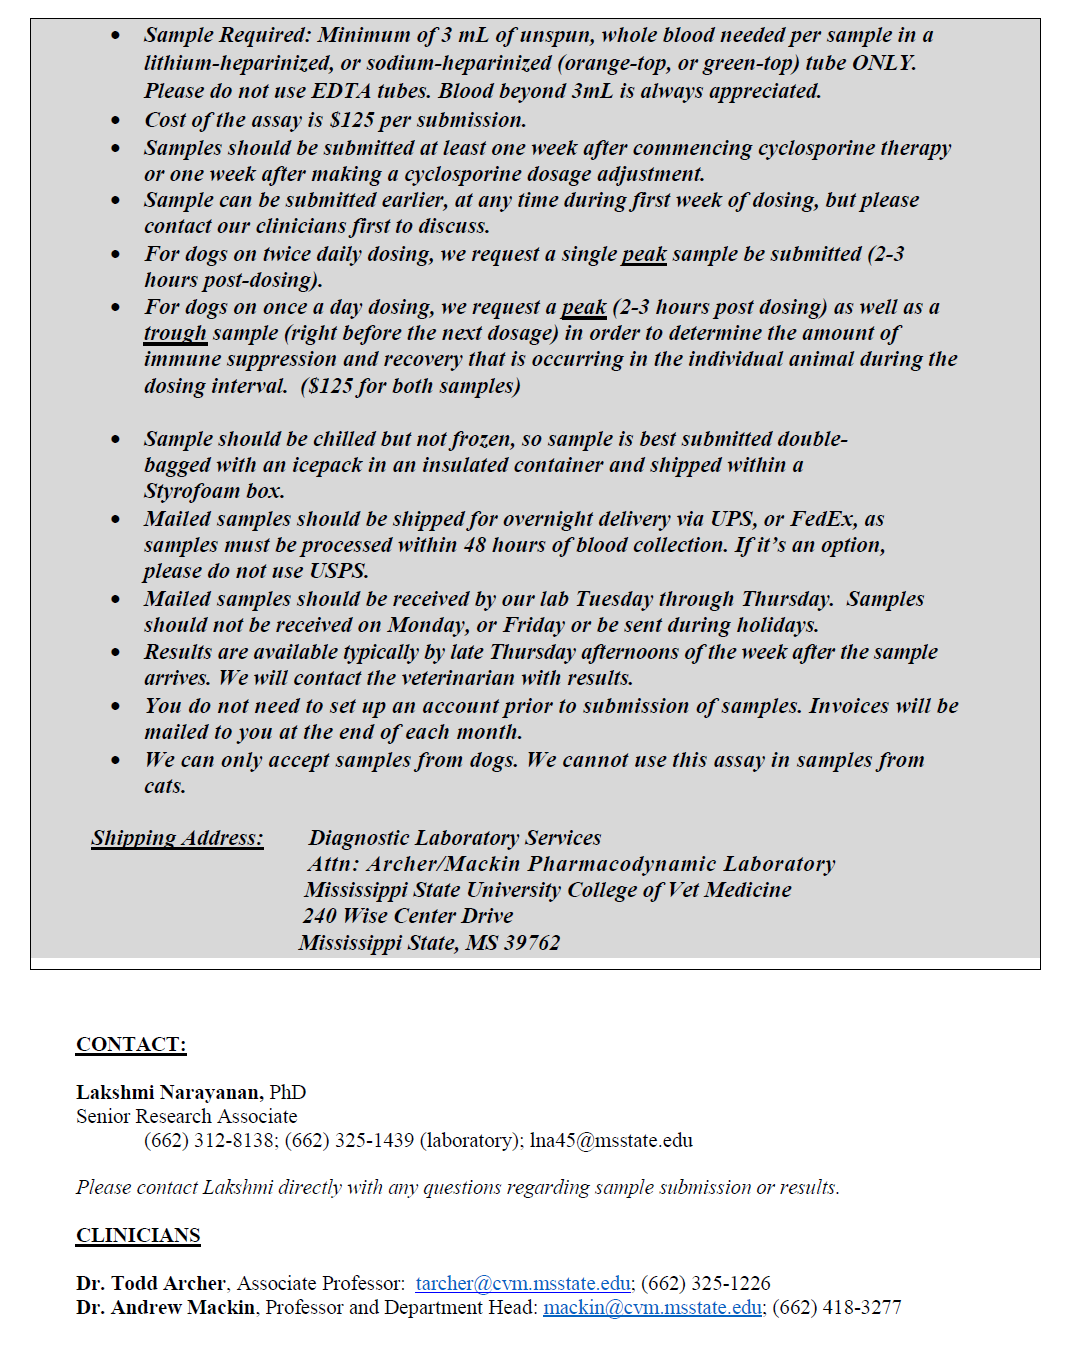 • Sample Required: Minimum of 3 mL of unspun, whole blood needed per sample in a
lithium-heparinized, or sodium-heparinized (orange-top, or green-top) tube ONLY.
Please do not use EDTA tubes. Blood beyond 3mL is always appreciated.
• Cost of the assay is $125 per submission.
• Samples should be submitted at least one week after commencing cyclosporine therapy
or one week after making a cyclosporine dosage adjustment.
• Sample can be submitted earlier, at any time during first week of dosing, but please
contact our clinicians first to discuss.
• For dogs on twice daily dosing, we request a single peak sample be submitted (2-3
hours post-dosing).
• For dogs on once a day dosing, we request a peak (2-3 hours post dosing) as well as a
trough sample (right before the next dosage) in order to determine the amount of
immune suppression and recovery that is occurring in the individual animal during the
dosing interval.  ($125 for both samples)
• Sample should be chilled but not frozen, so sample is best submitted double-
bagged with an icepack in an insulated container and shipped within a
Styrofoam box.
• Mailed samples should be shipped for overnight delivery via UPS, or FedEx, as
samples must be processed within 48 hours of blood collection. If it’s an option,
please do not use USPS.
• Mailed samples should be received by our lab Tuesday through Thursday.  Samples
should not be received on Monday, or Friday or be sent during holidays.
• Results are available typically by late Thursday afternoons of the week after the sample
arrives. We will contact the veterinarian with results.
• You do not need to set up an account prior to submission of samples. Invoices will be
mailed to you at the end of each month.
• We can only accept samples from dogs. We cannot use this assay in samples from
cats.
Shipping Address: Diagnostic Laboratory Services
Attn: Archer/Mackin Pharmacodynamic Laboratory
Mississippi State University College of Vet Medicine
240 Wise Center Drive
Mississippi State, MS 39762
CONTACT:
Lakshmi Narayanan, PhD
Senior Research Associate
(662) 312-8138; (662) 325-1439 (laboratory); lna45@msstate.edu
Please contact Lakshmi directly with any questions regarding sample submission or results.
CLINICIANS
Dr. Todd Archer, Associate Professor:  tarcher@cvm.msstate.edu; (662) 325-1226
Dr. Andrew Mackin, Professor and Department Head: mackin@cvm.msstate.edu; (662) 418-3277